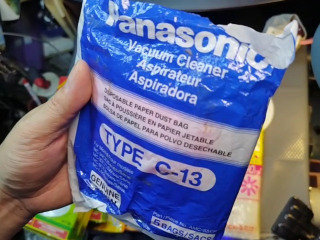 Panasonic
Vacuum Cleaner
Aspirateur
Aspiradora
DISPOSABLE PAPER DUST BAG
SAC À POUSSIÈRE EN PAPIER JETABLE
BOLSA DE PAPEL PARA POLVO DESECHABLE
TYPE C-13
GENUINE
5 BAGS/SACS